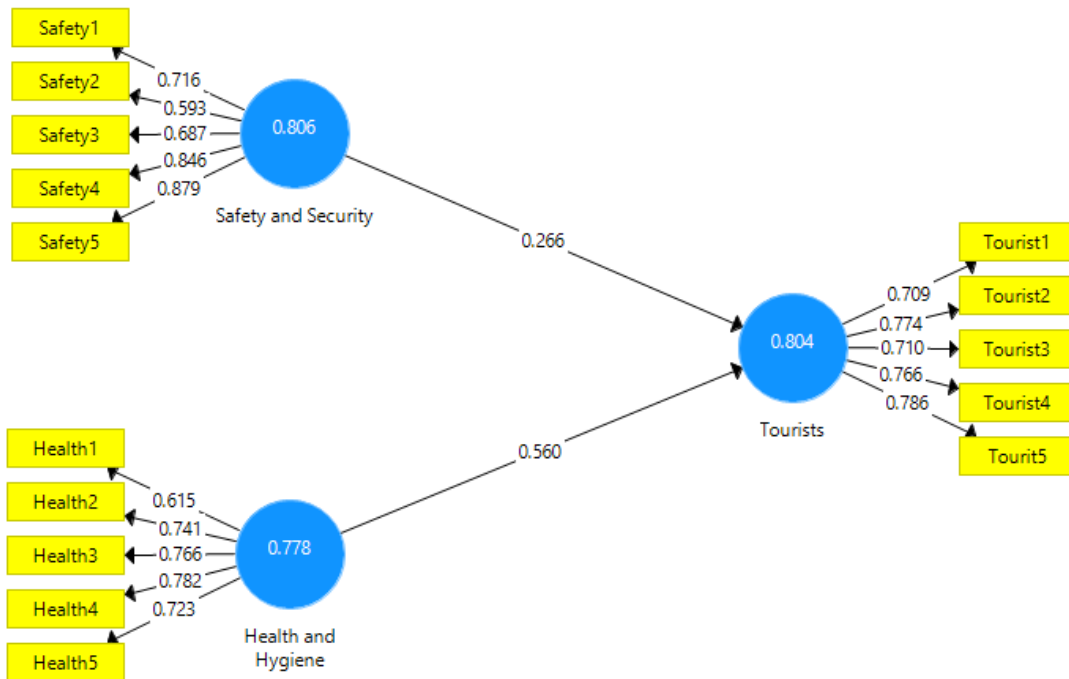 Safety1
Safety2
Safety3
Safety4
Safety5
0.716
0.593
0.687
0.846
0.879
0.806
Safety and Security
0.266
Health1
Health2
Health3
Health4
Health5
0.615
0.741
0.766
0.782
0.723
0.778
Health and
Hygiene
0.560
0.804
Tourists
0.709
0.774
0.710
0.766
0.786
Tourist1
Tourist2
Tourist3
Tourist4
Tourit5